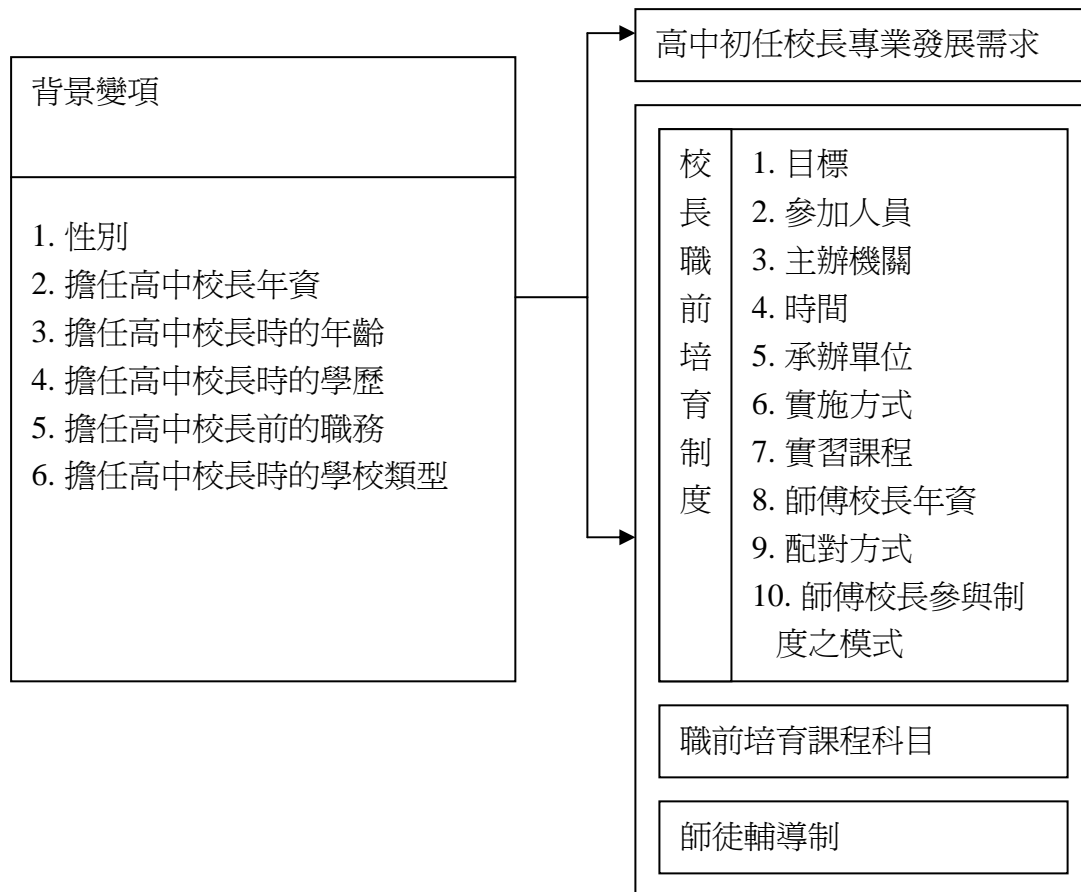 背景變項
1. 性別
2. 擔任高中校長年資
3. 擔任高中校長時的年齡
4. 擔任高中校長時的學歷
5. 擔任高中校長前的職務
6. 擔任高中校長時的學校類型
高中初任校長專業發展需求
校長職前培育制度
1. 目標
2. 參加人員
3. 主辦機關
4. 時間
5. 承辦單位
6. 實施方式
7. 實習課程
8. 師傅校長年資
9. 配對方式
10. 師傅校長參與制
度之模式
職前培育課程科目
師徒輔導制